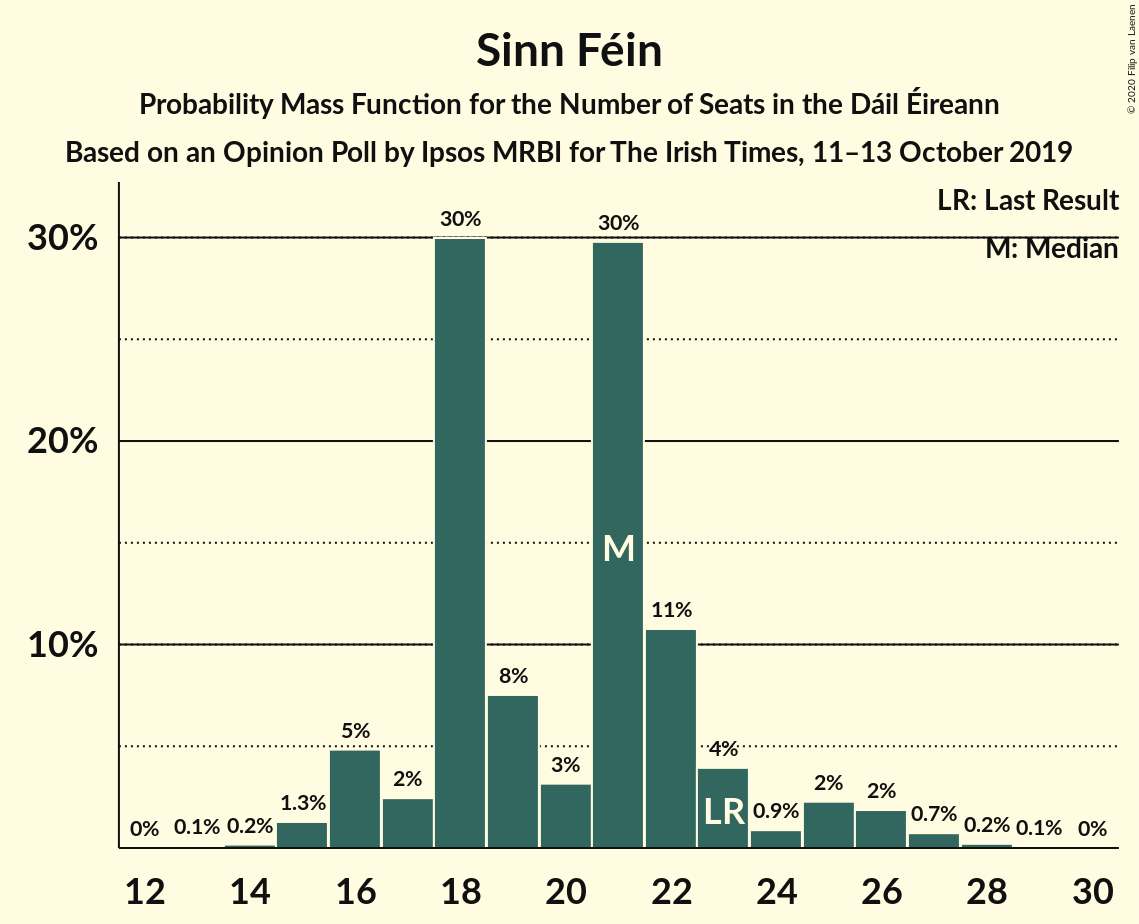 © 2020 Filip van Laenen
Sinn Féin
Probability Mass Function for the Number of Seats in the Dáil Éireann
Based on an Opinion Poll by Ipsos MRBI for The Irish Times, 11–13 October 2019
LR: Last Result
M: Median
30%
20%
10%
0%
0.1%
0.2%
1.3%
5%
2%
30%
8%
3%
30%
11%
4%
0.9%
2%
2%
0.7%
0.2%
0.1%
0%
M
LR
12 14 16 18 20 22 24 26 28 30